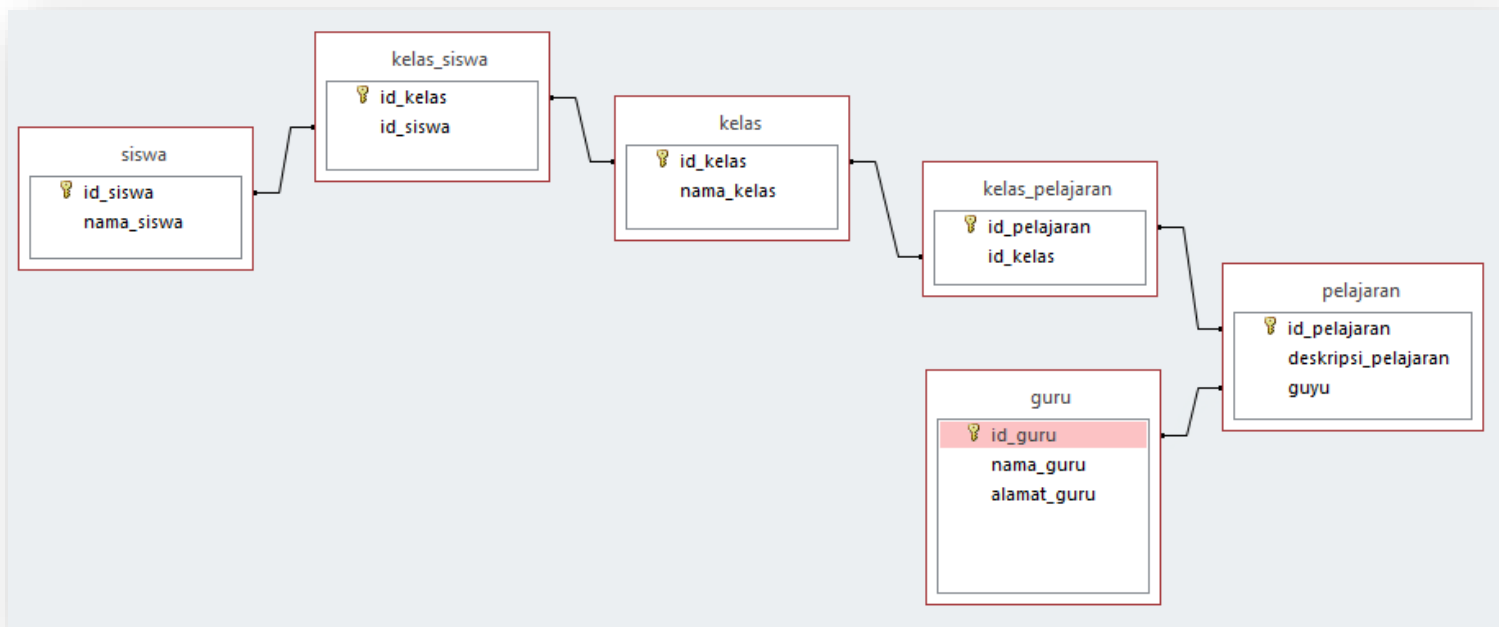 siswa
id_siswa
nama_siswa
kelas_siswa
id_kelas
id_siswa
kelas
id_kelas
nama_kelas
kelas_pelajaran
id_pelajaran
id_kelas
pelajaran
id_pelajaran
deskripsi_pelajaran
guyu
guru
id_guru
nama_guru
alamat_guru